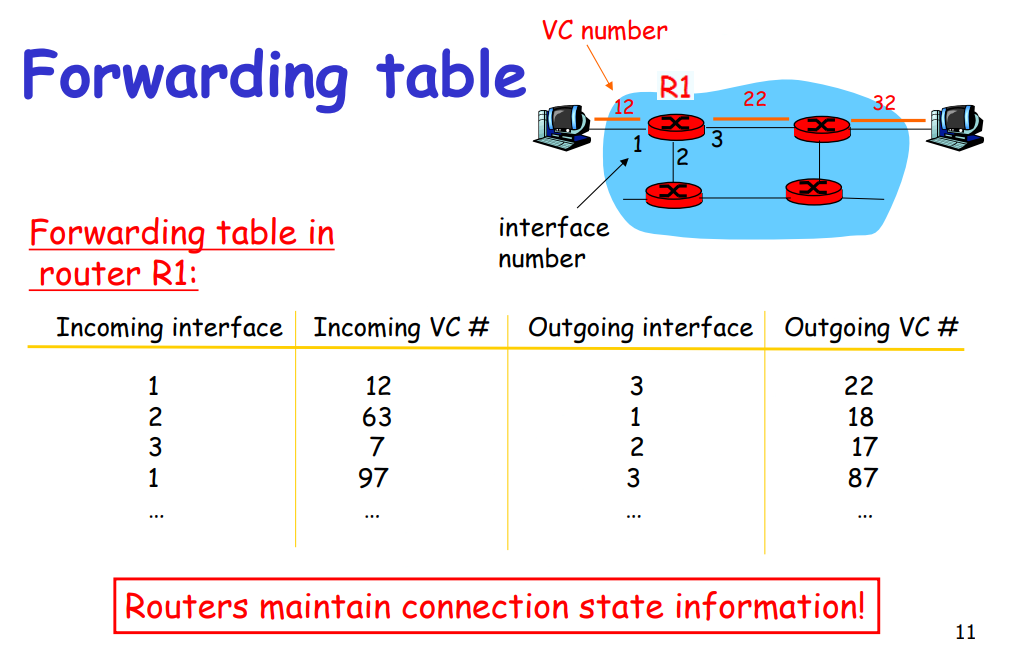 Forwarding table
VC number
R1
12
22
32
1
2
3
interface
number
Forwarding table in
router R1:
Incoming interface Incoming VC # Outgoing interface Outgoing VC #
1 12 3 22
2 63 1 18
3 7 2 17
1 97 3 87
… … … …
Routers maintain connection state information!
11